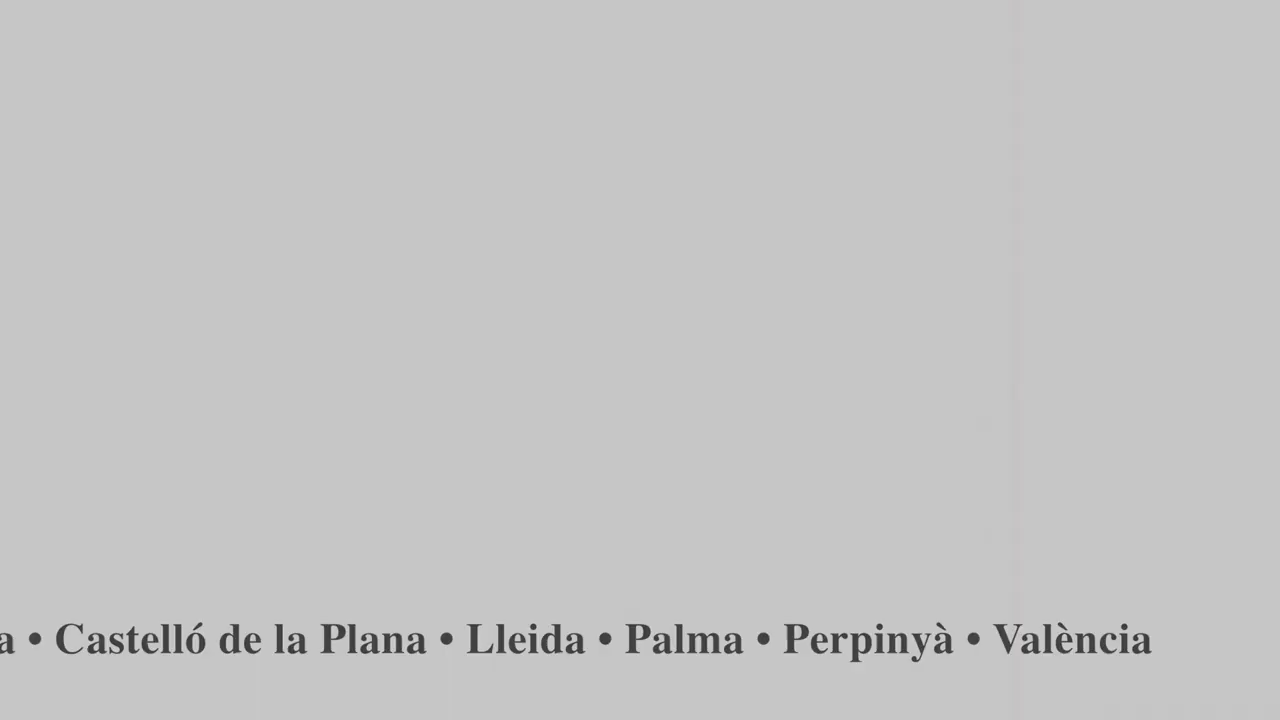 a • Castelló de la Plana • Lleida • Palma • Perpinyà • València